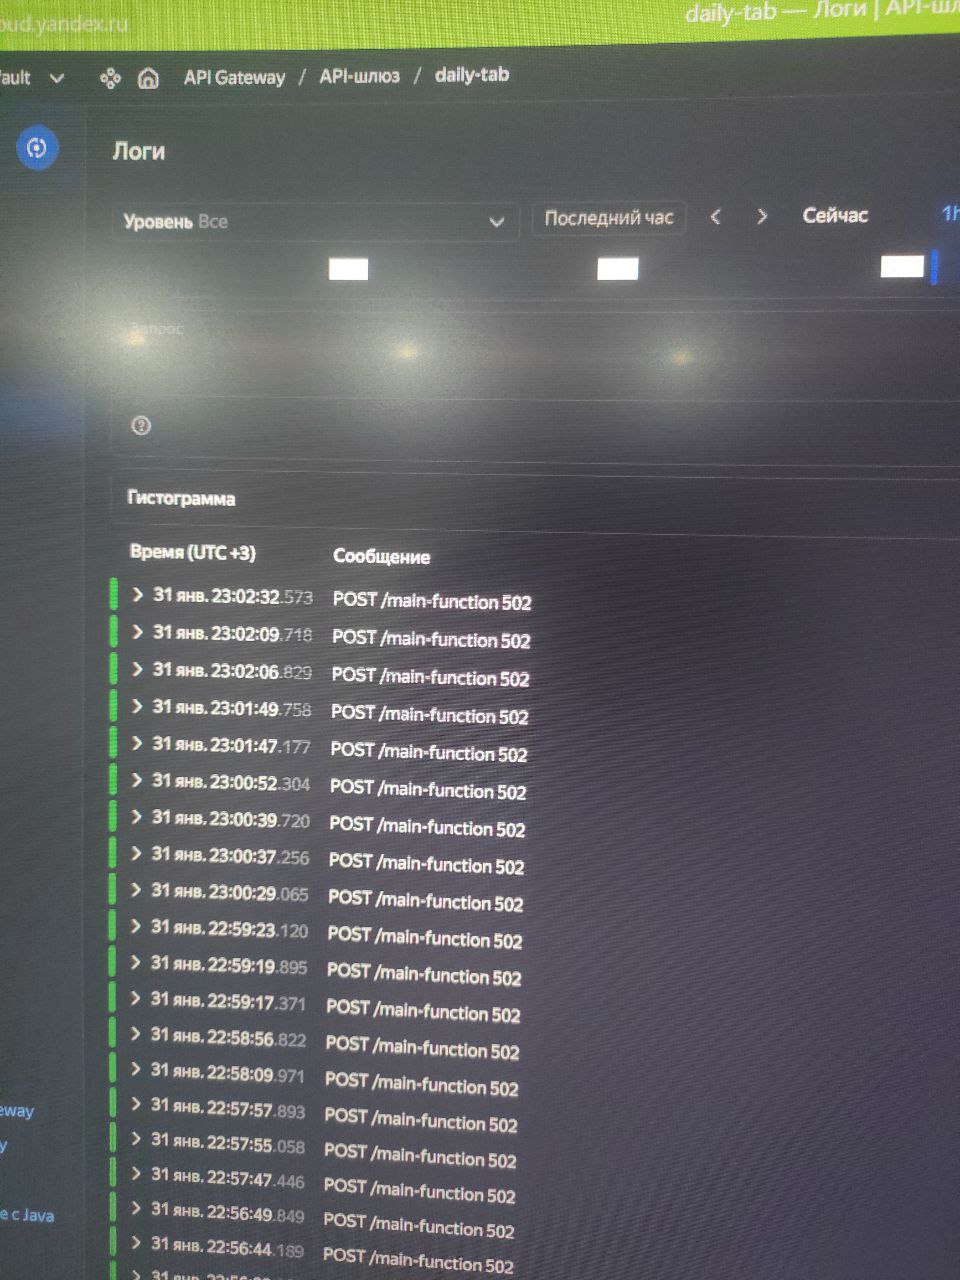 oud.yandex.ru
daily-tab — Логи | API-шл
ault
API Gateway / API-шлюз / daily-tab
Логи
Уровень Все
Последний час
Сейчас
1h
Запрос
Гистограмма
Время (UTC +3) Сообщение
31 янв. 23:02:32.573 POST /main-function 502
31 янв. 23:02:09.718 POST /main-function 502
31 янв. 23:02:06.829 POST /main-function 502
31 янв. 23:01:49.758 POST /main-function 502
31 янв. 23:01:47.177 POST /main-function 502
31 янв. 23:00:52.304 POST /main-function 502
31 янв. 23:00:39.720 POST /main-function 502
31 янв. 23:00:37.256 POST /main-function 502
31 янв. 23:00:29.065 POST /main-function 502
31 янв. 22:59:23.120 POST /main-function 502
31 янв. 22:59:19.895 POST /main-function 502
31 янв. 22:59:17.371 POST /main-function 502
31 янв. 22:58:56.822 POST /main-function 502
31 янв. 22:58:09.971 POST /main-function 502
31 янв. 22:57:57.893 POST /main-function 502
eway
31 янв. 22:57:55.058 POST /main-function 502
y
31 янв. 22:57:47.446 POST /main-function 502
31 янв. 22:56:49.849 POST /main-function 502
е с Java
31 янв. 22:56:44.189 POST /main-function 502
31 янв.